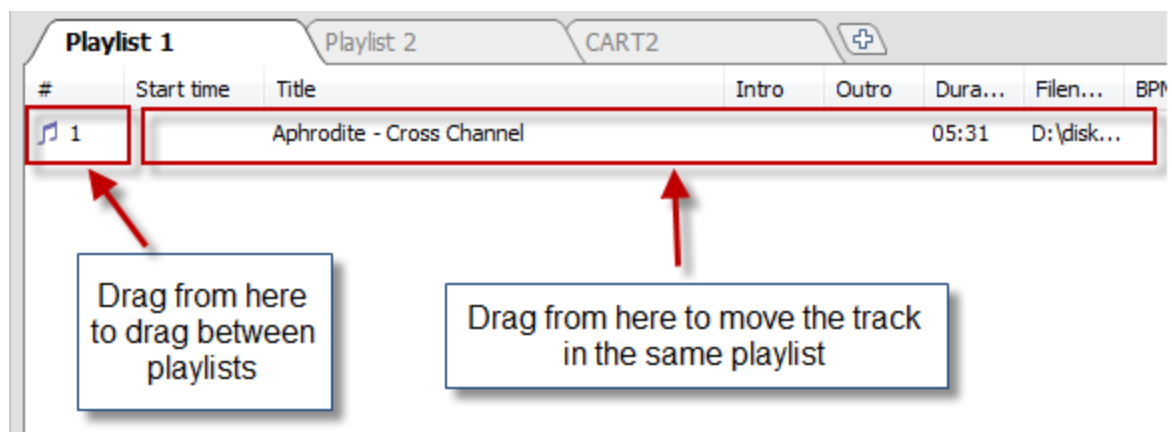 Playlist 1 Playlist 2 CART2
# Start time Title Intro Outro Dura... Filen... BPM
1 Aphrodite - Cross Channel 05:31 D:\disk...
Drag from here
to drag between
playlists
Drag from here to move the track
in the same playlist